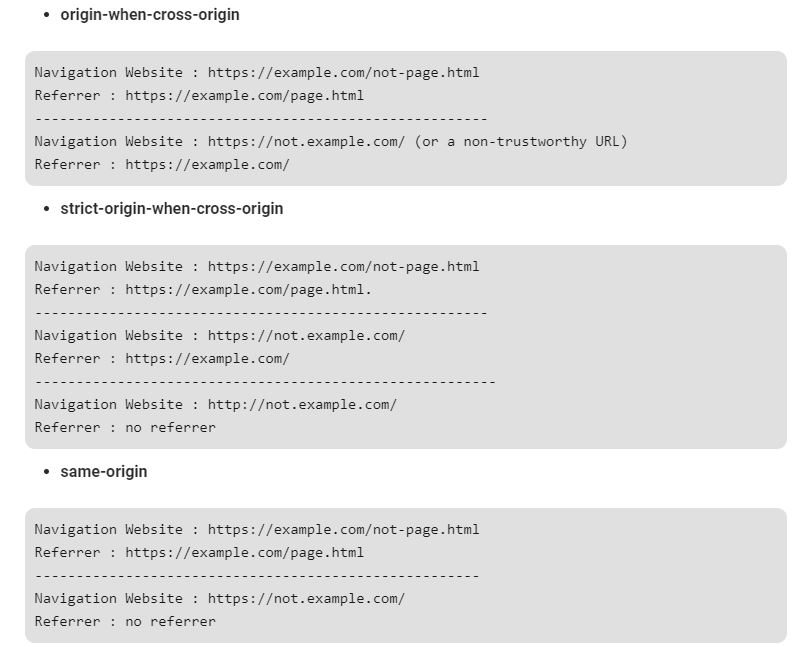 • origin-when-cross-origin
Navigation Website : https://example.com/not-page.html
Referrer : https://example.com/page.html
------------------------------------------------------
Navigation Website : https://not.example.com/ (or a non-trustworthy URL)
Referrer : https://example.com/
• strict-origin-when-cross-origin
Navigation Website : https://example.com/not-page.html
Referrer : https://example.com/page.html.
------------------------------------------------------
Navigation Website : https://not.example.com/
Referrer : https://example.com/
-------------------------------------------------------
Navigation Website : http://not.example.com/
Referrer : no referrer
• same-origin
Navigation Website : https://example.com/not-page.html
Referrer : https://example.com/page.html
-----------------------------------------------------
Navigation Website : https://not.example.com/
Referrer : no referrer